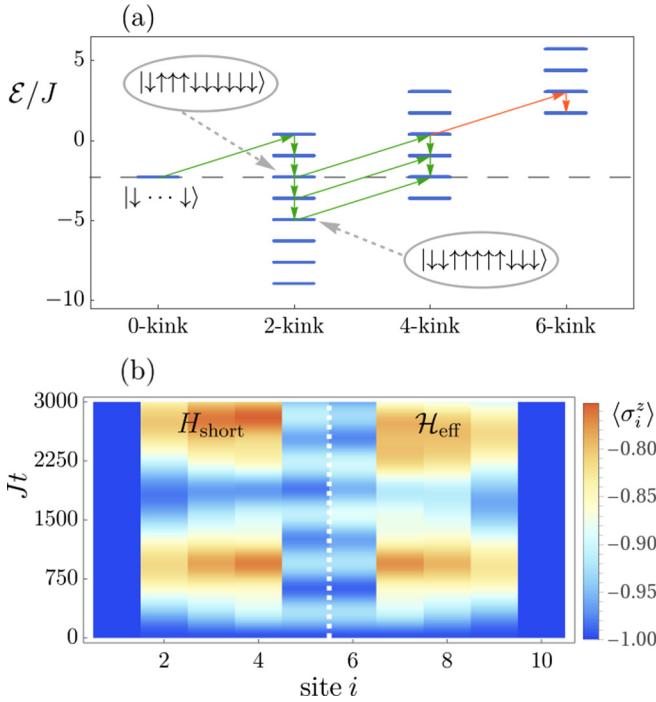 (a)
5
|↓↑↑↑↓↓↓↓↓↓⟩
ℰ/J
0
|↓ ⋯ ↓⟩
−5
|↓↓↑↑↑↑↑↓↓↓⟩
−10
0-kink 2-kink 4-kink 6-kink
(b)
3000
H_short ℋ_eff ⟨σ_i^z⟩
−0.80
2250
Jt
−0.85
1500
−0.90
750
−0.95
0
−1.00
2 4 6 8 10
site i